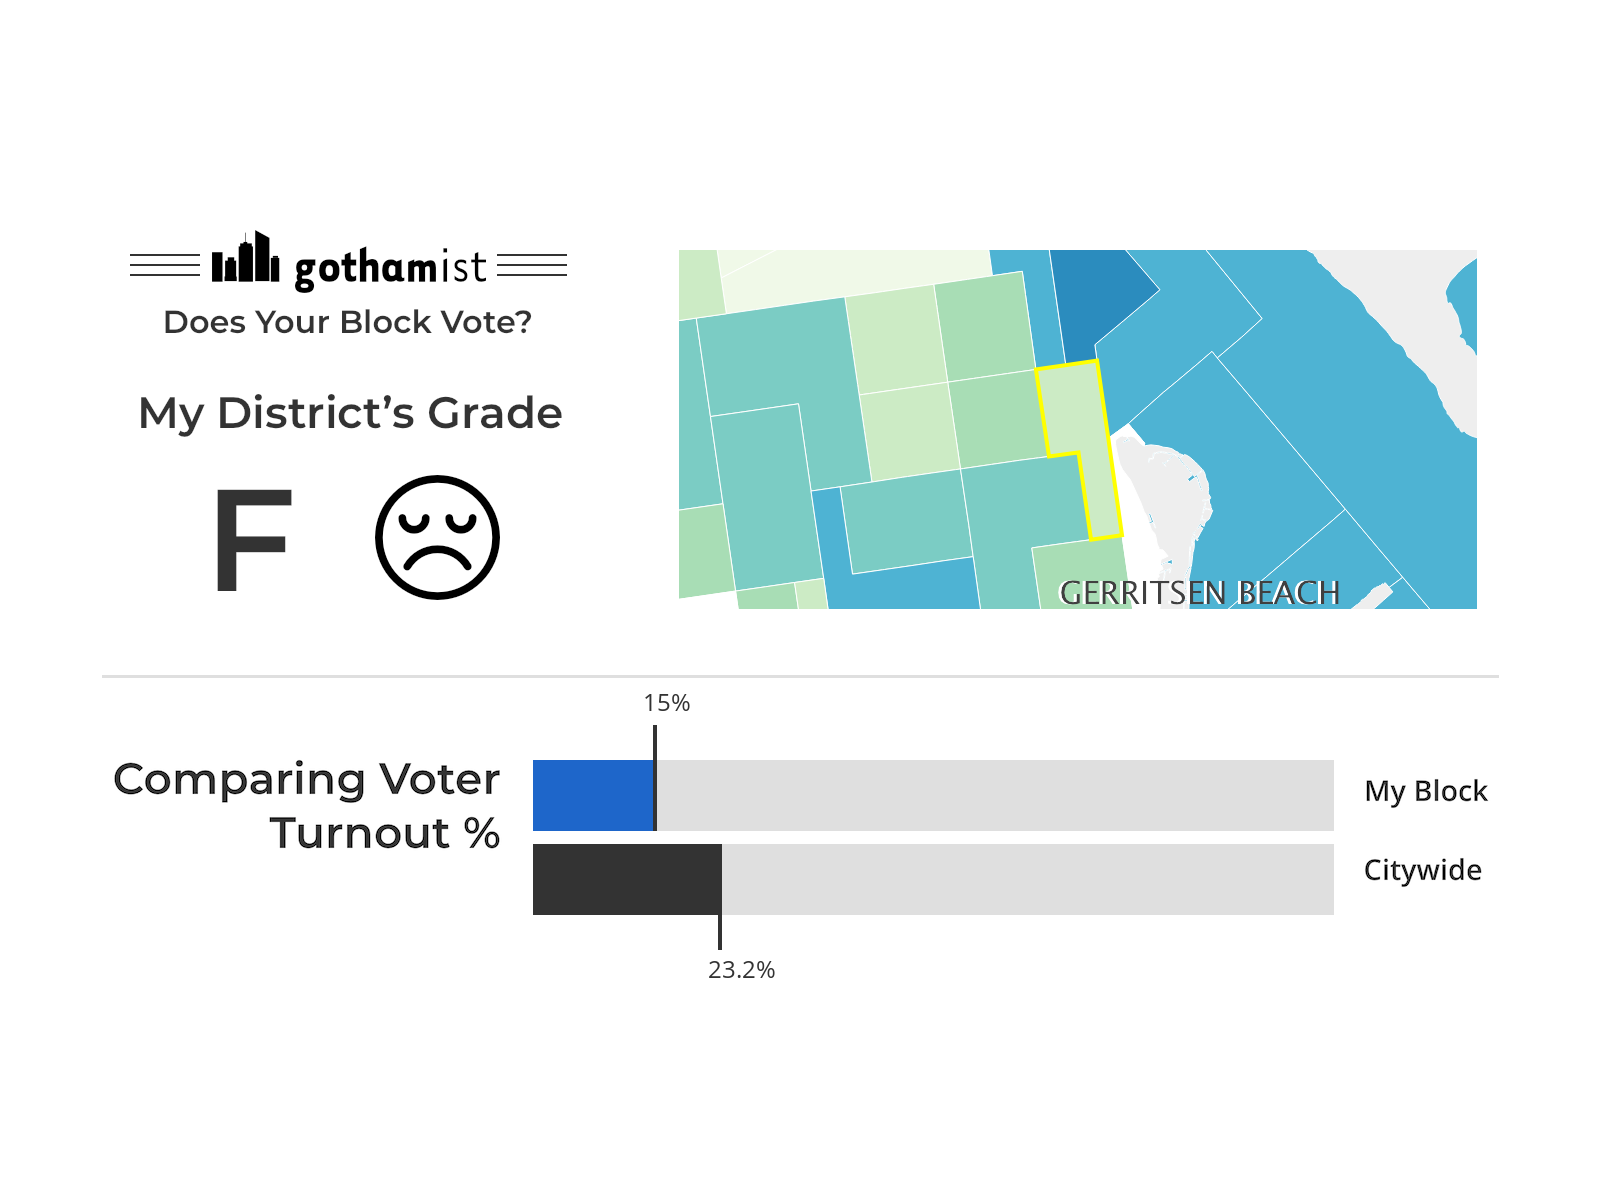 gothamist
Does Your Block Vote?
My District’s Grade
F
GERRITSEN BEACH
15%
Comparing Voter
Turnout %
My Block
Citywide
23.2%